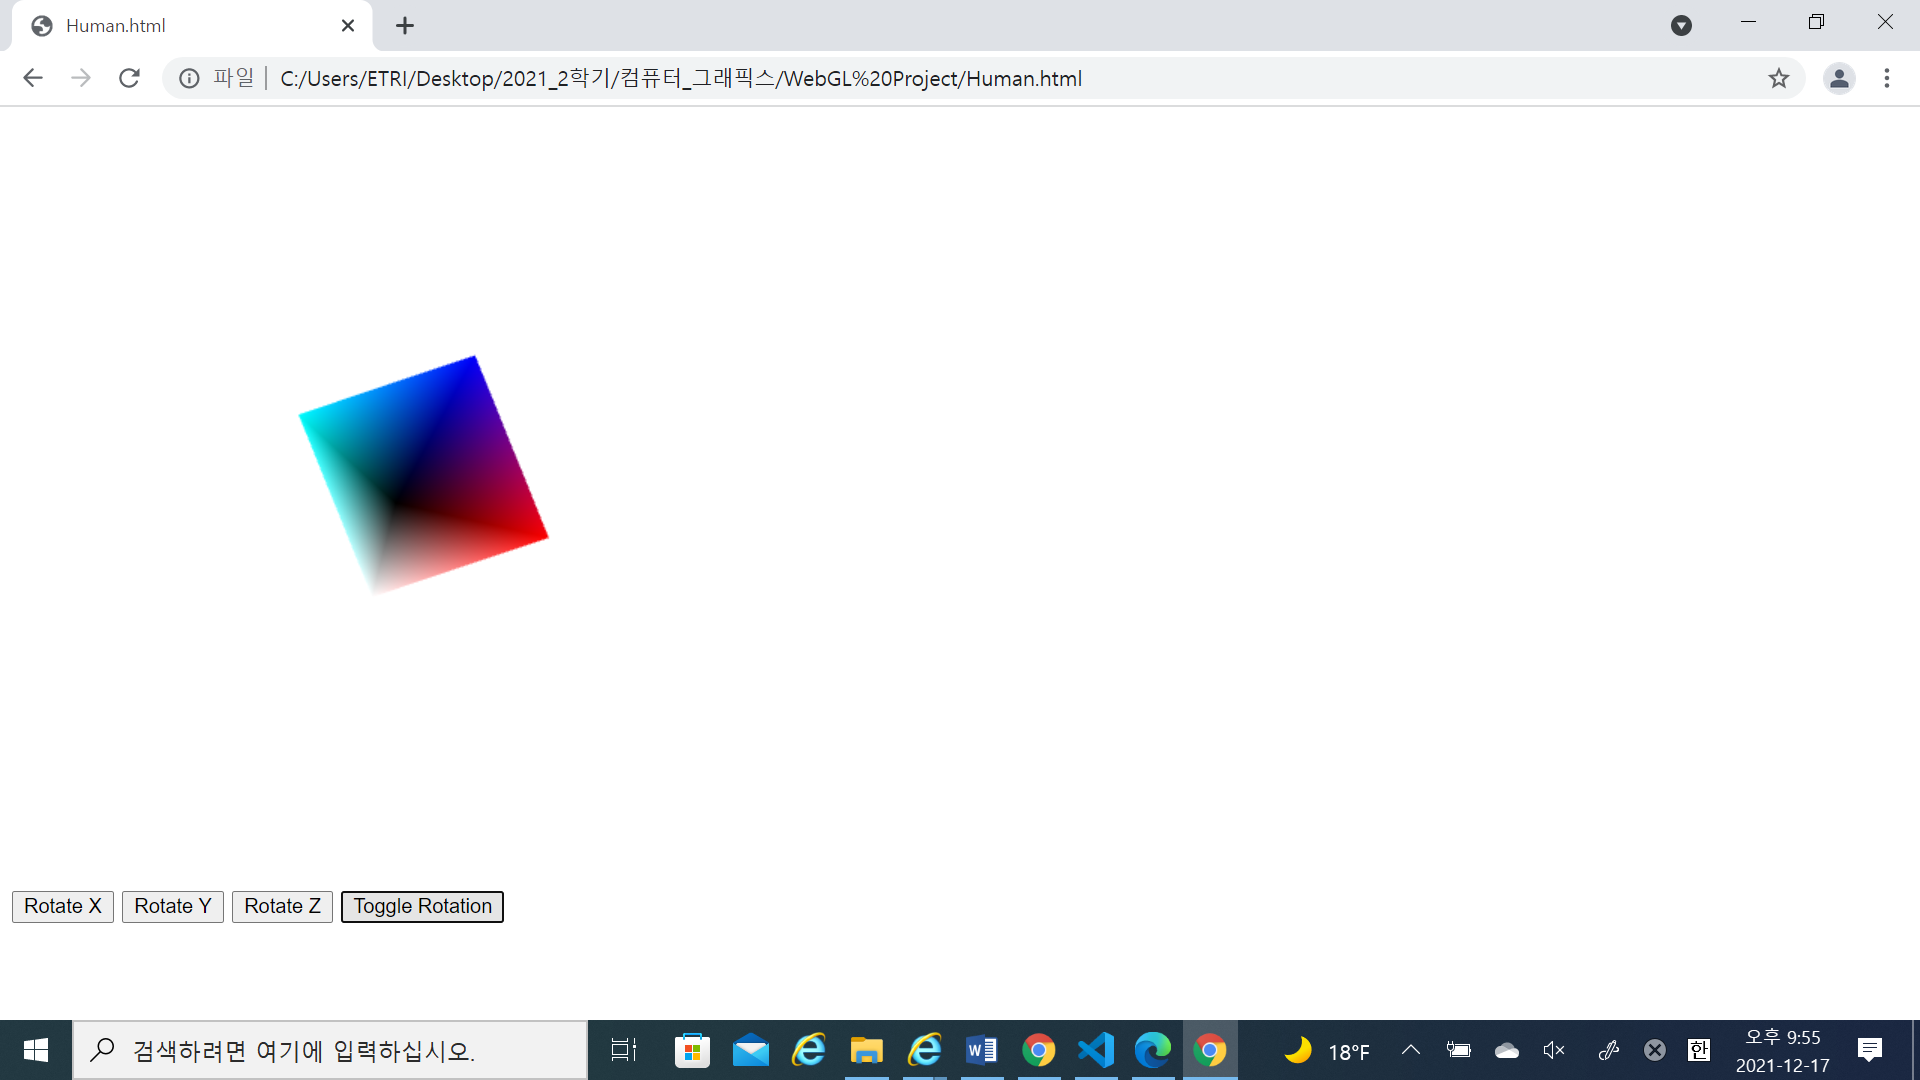 Human.html
파일 C:/Users/ETRI/Desktop/2021_2학기/컴퓨터_그래픽스/WebGL%20Project/Human.html
Rotate X Rotate Y Rotate Z Toggle Rotation
검색하려면 여기에 입력하십시오.
18°F
한
오후 9:55
2021-12-17